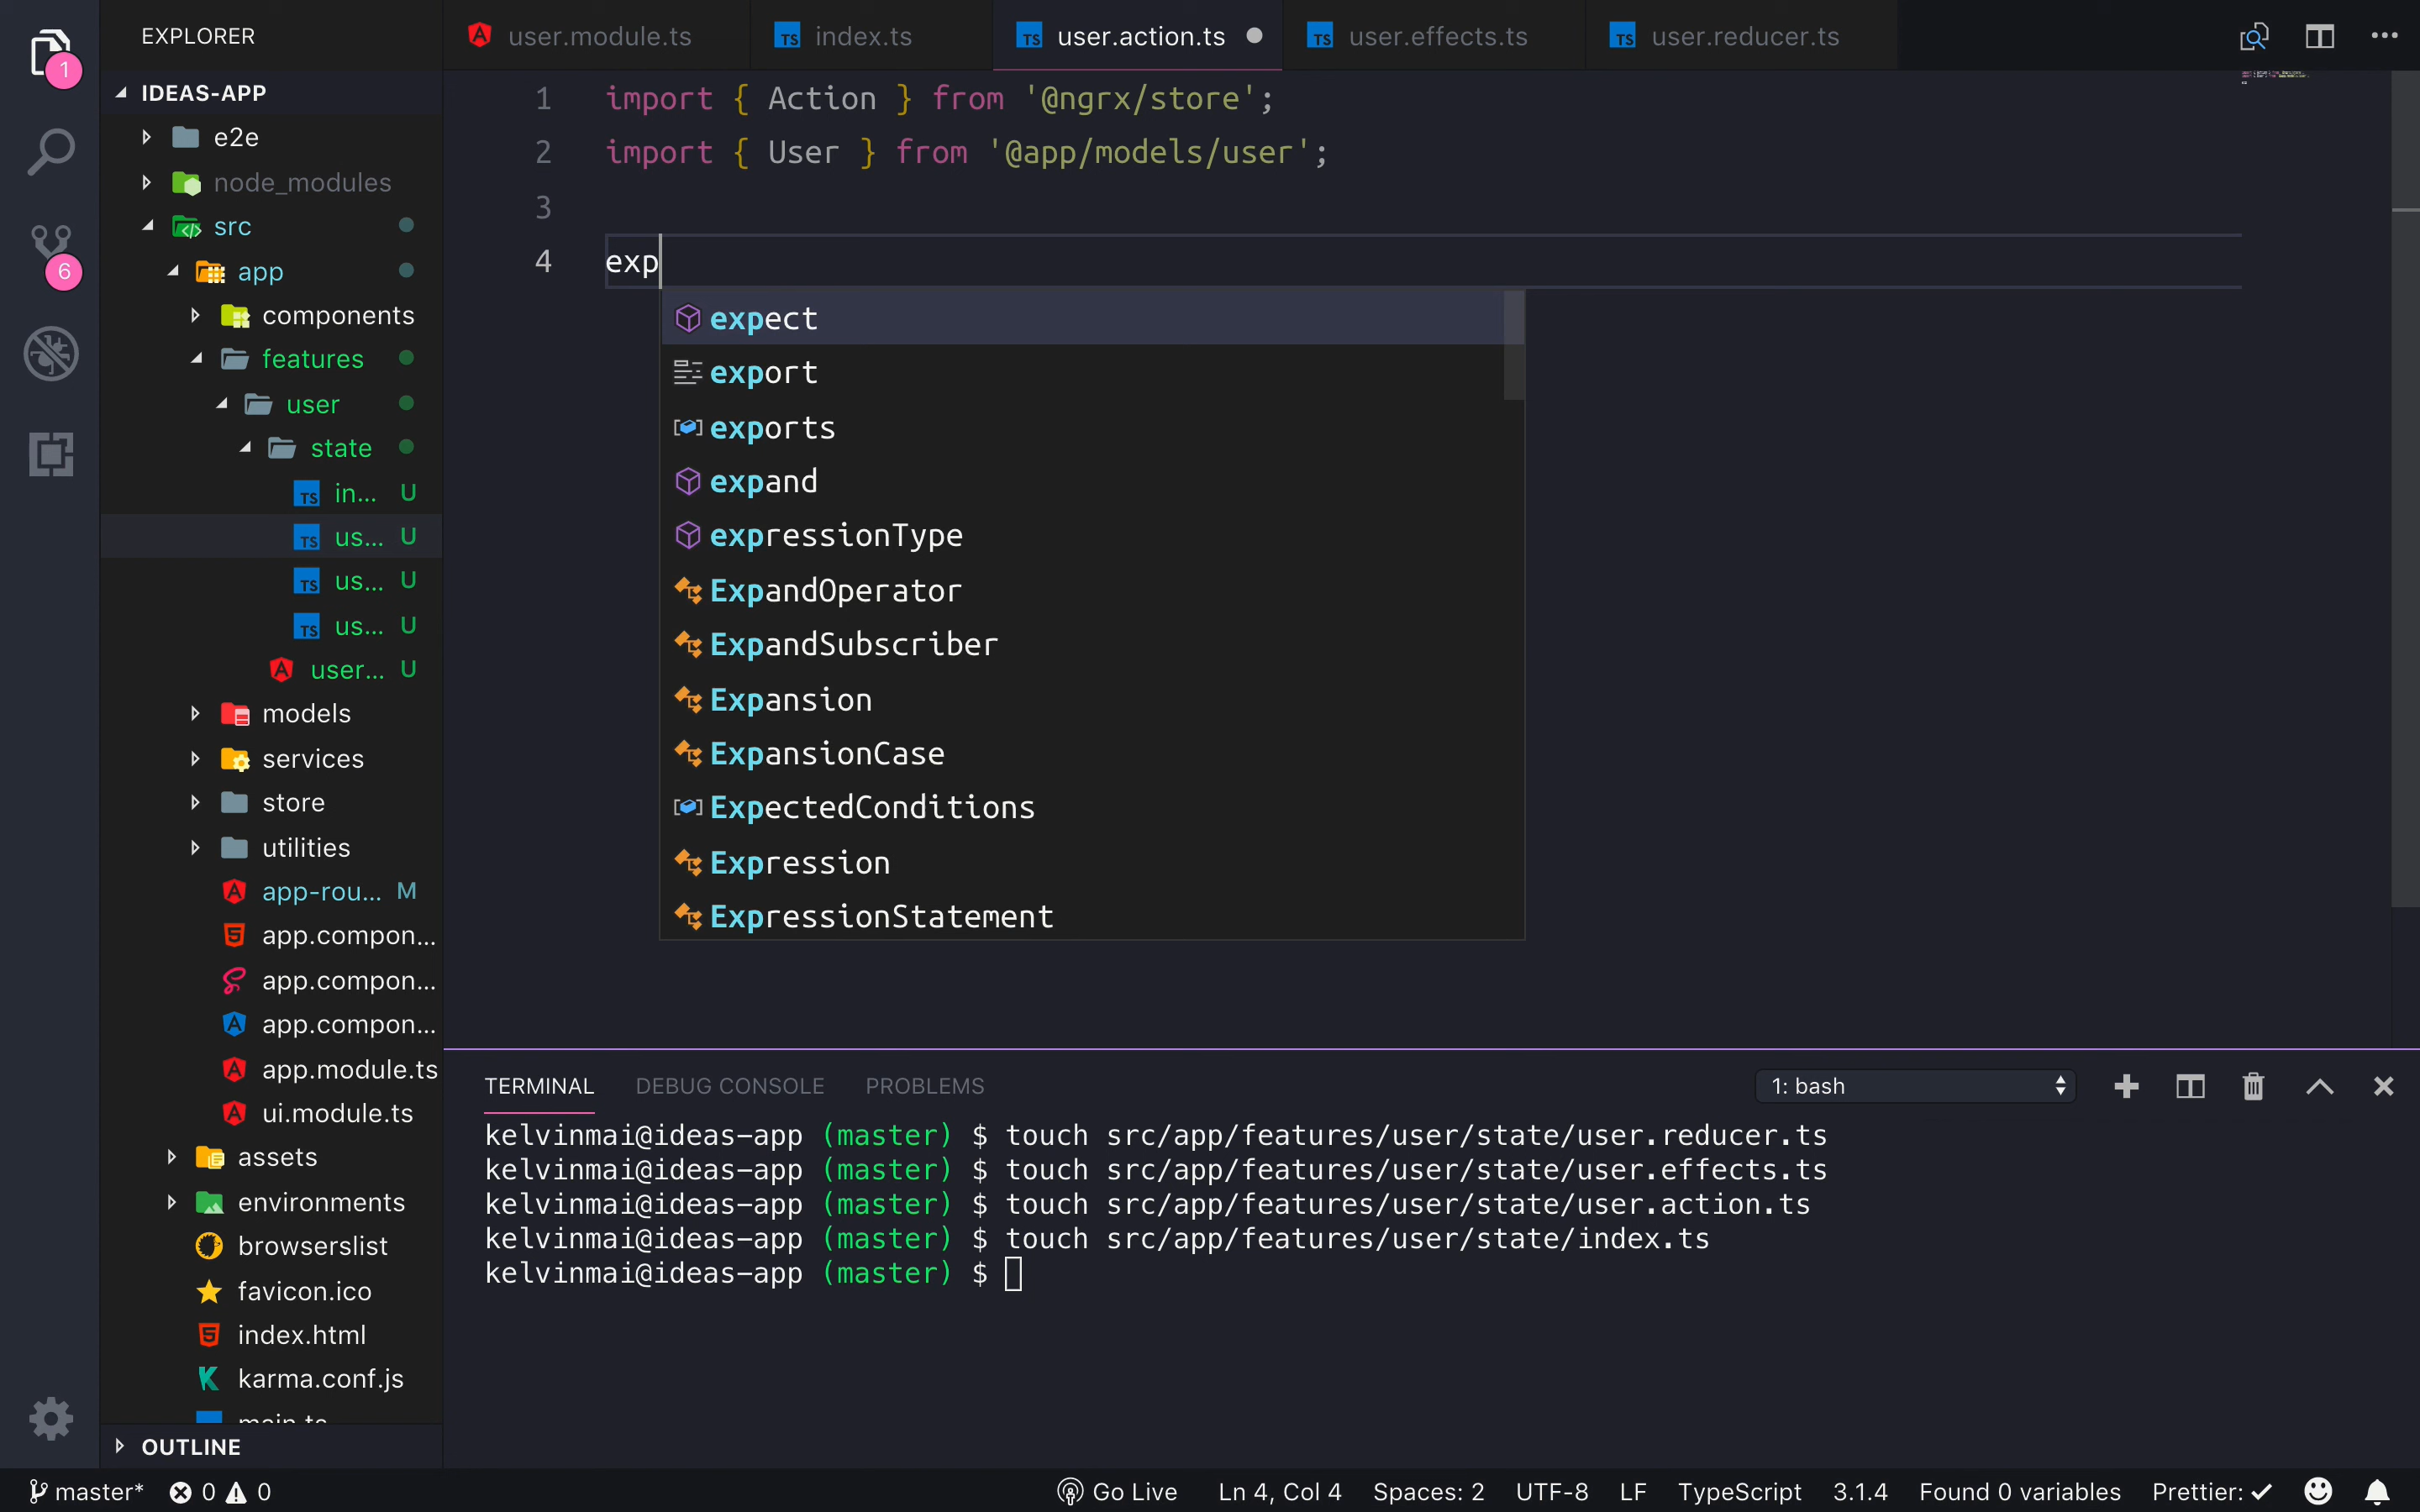 EXPLORER
user.module.ts
index.ts
user.action.ts
user.effects.ts
user.reducer.ts
1
6
IDEAS-APP
e2e
node_modules
src
app
components
features
user
state
in... U
us... U
us... U
us... U
user... U
models
services
store
utilities
app-rou... M
app.compon...
app.compon...
app.compon...
app.module.ts
ui.module.ts
assets
environments
browserslist
favicon.ico
index.html
karma.conf.js
main.ts
OUTLINE
1 import { Action } from '@ngrx/store';
2 import { User } from '@app/models/user';
3
4 exp
expect
export
exports
expand
expressionType
ExpandOperator
ExpandSubscriber
Expansion
ExpansionCase
ExpectedConditions
Expression
ExpressionStatement
TERMINAL DEBUG CONSOLE PROBLEMS 1: bash
kelvinmai@ideas-app (master) $ touch src/app/features/user/state/user.reducer.ts
kelvinmai@ideas-app (master) $ touch src/app/features/user/state/user.effects.ts
kelvinmai@ideas-app (master) $ touch src/app/features/user/state/user.action.ts
kelvinmai@ideas-app (master) $ touch src/app/features/user/state/index.ts
kelvinmai@ideas-app (master) $
master* 0 0 Go Live Ln 4, Col 4 Spaces: 2 UTF-8 LF TypeScript 3.1.4 Found 0 variables Prettier: ✓